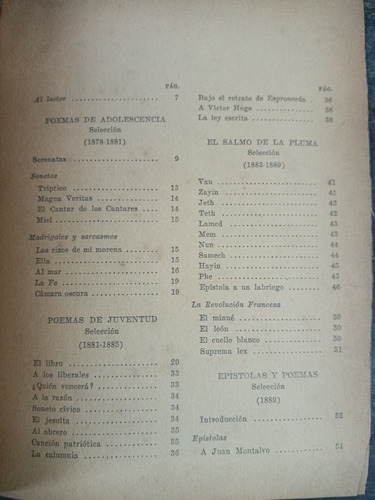 PÁG.
Al lector .................... 7
POEMAS DE ADOLESCENCIA
Selección
(1878-1881)
Serenatas .................... 9
Sonetos
Tríptico .................... 13
Magna Veritas .................... 14
El Cantar de los Cantares .. 14
Miel .................... 15
Madrigales y sarcasmos
Los rizos de mi morena ..... 15
Ella .................... 15
Al mar .................... 16
La Fe .................... 19
Cámara oscura .................... 19
POEMAS DE JUVENTUD
Selección
(1881-1885)
El libro .................... 20
A los liberales .................... 33
¿Quién vencerá? .................... 33
A la razón .................... 34
Soneto cívico .................... 34
El jesuita .................... 34
Al obrero .................... 35
Canción patriótica .................... 35
La calumnia .................... 36
PÁG.
Bajo el retrato de Espronceda 36
A Víctor Hugo .................... 36
La ley escrita .................... 38
EL SALMO DE LA PLUMA
Selección
(1883-1889)
Vau .................... 41
Zayin .................... 41
Jeth .................... 42
Teth .................... 42
Lamed .................... 43
Mem .................... 43
Nun .................... 44
Samech .................... 44
Hayin .................... 45
Phe .................... 45
Epístola a un labriego ...... 46
La Revolución Francesa
El minué .................... 50
El león .................... 50
El cuello blanco .................... 50
Suprema lex .................... 51
EPISTOLAS Y POEMAS
Selección
(1889)
Introducción .................... 52
Epístolas
A Juan Montalvo .................... 54